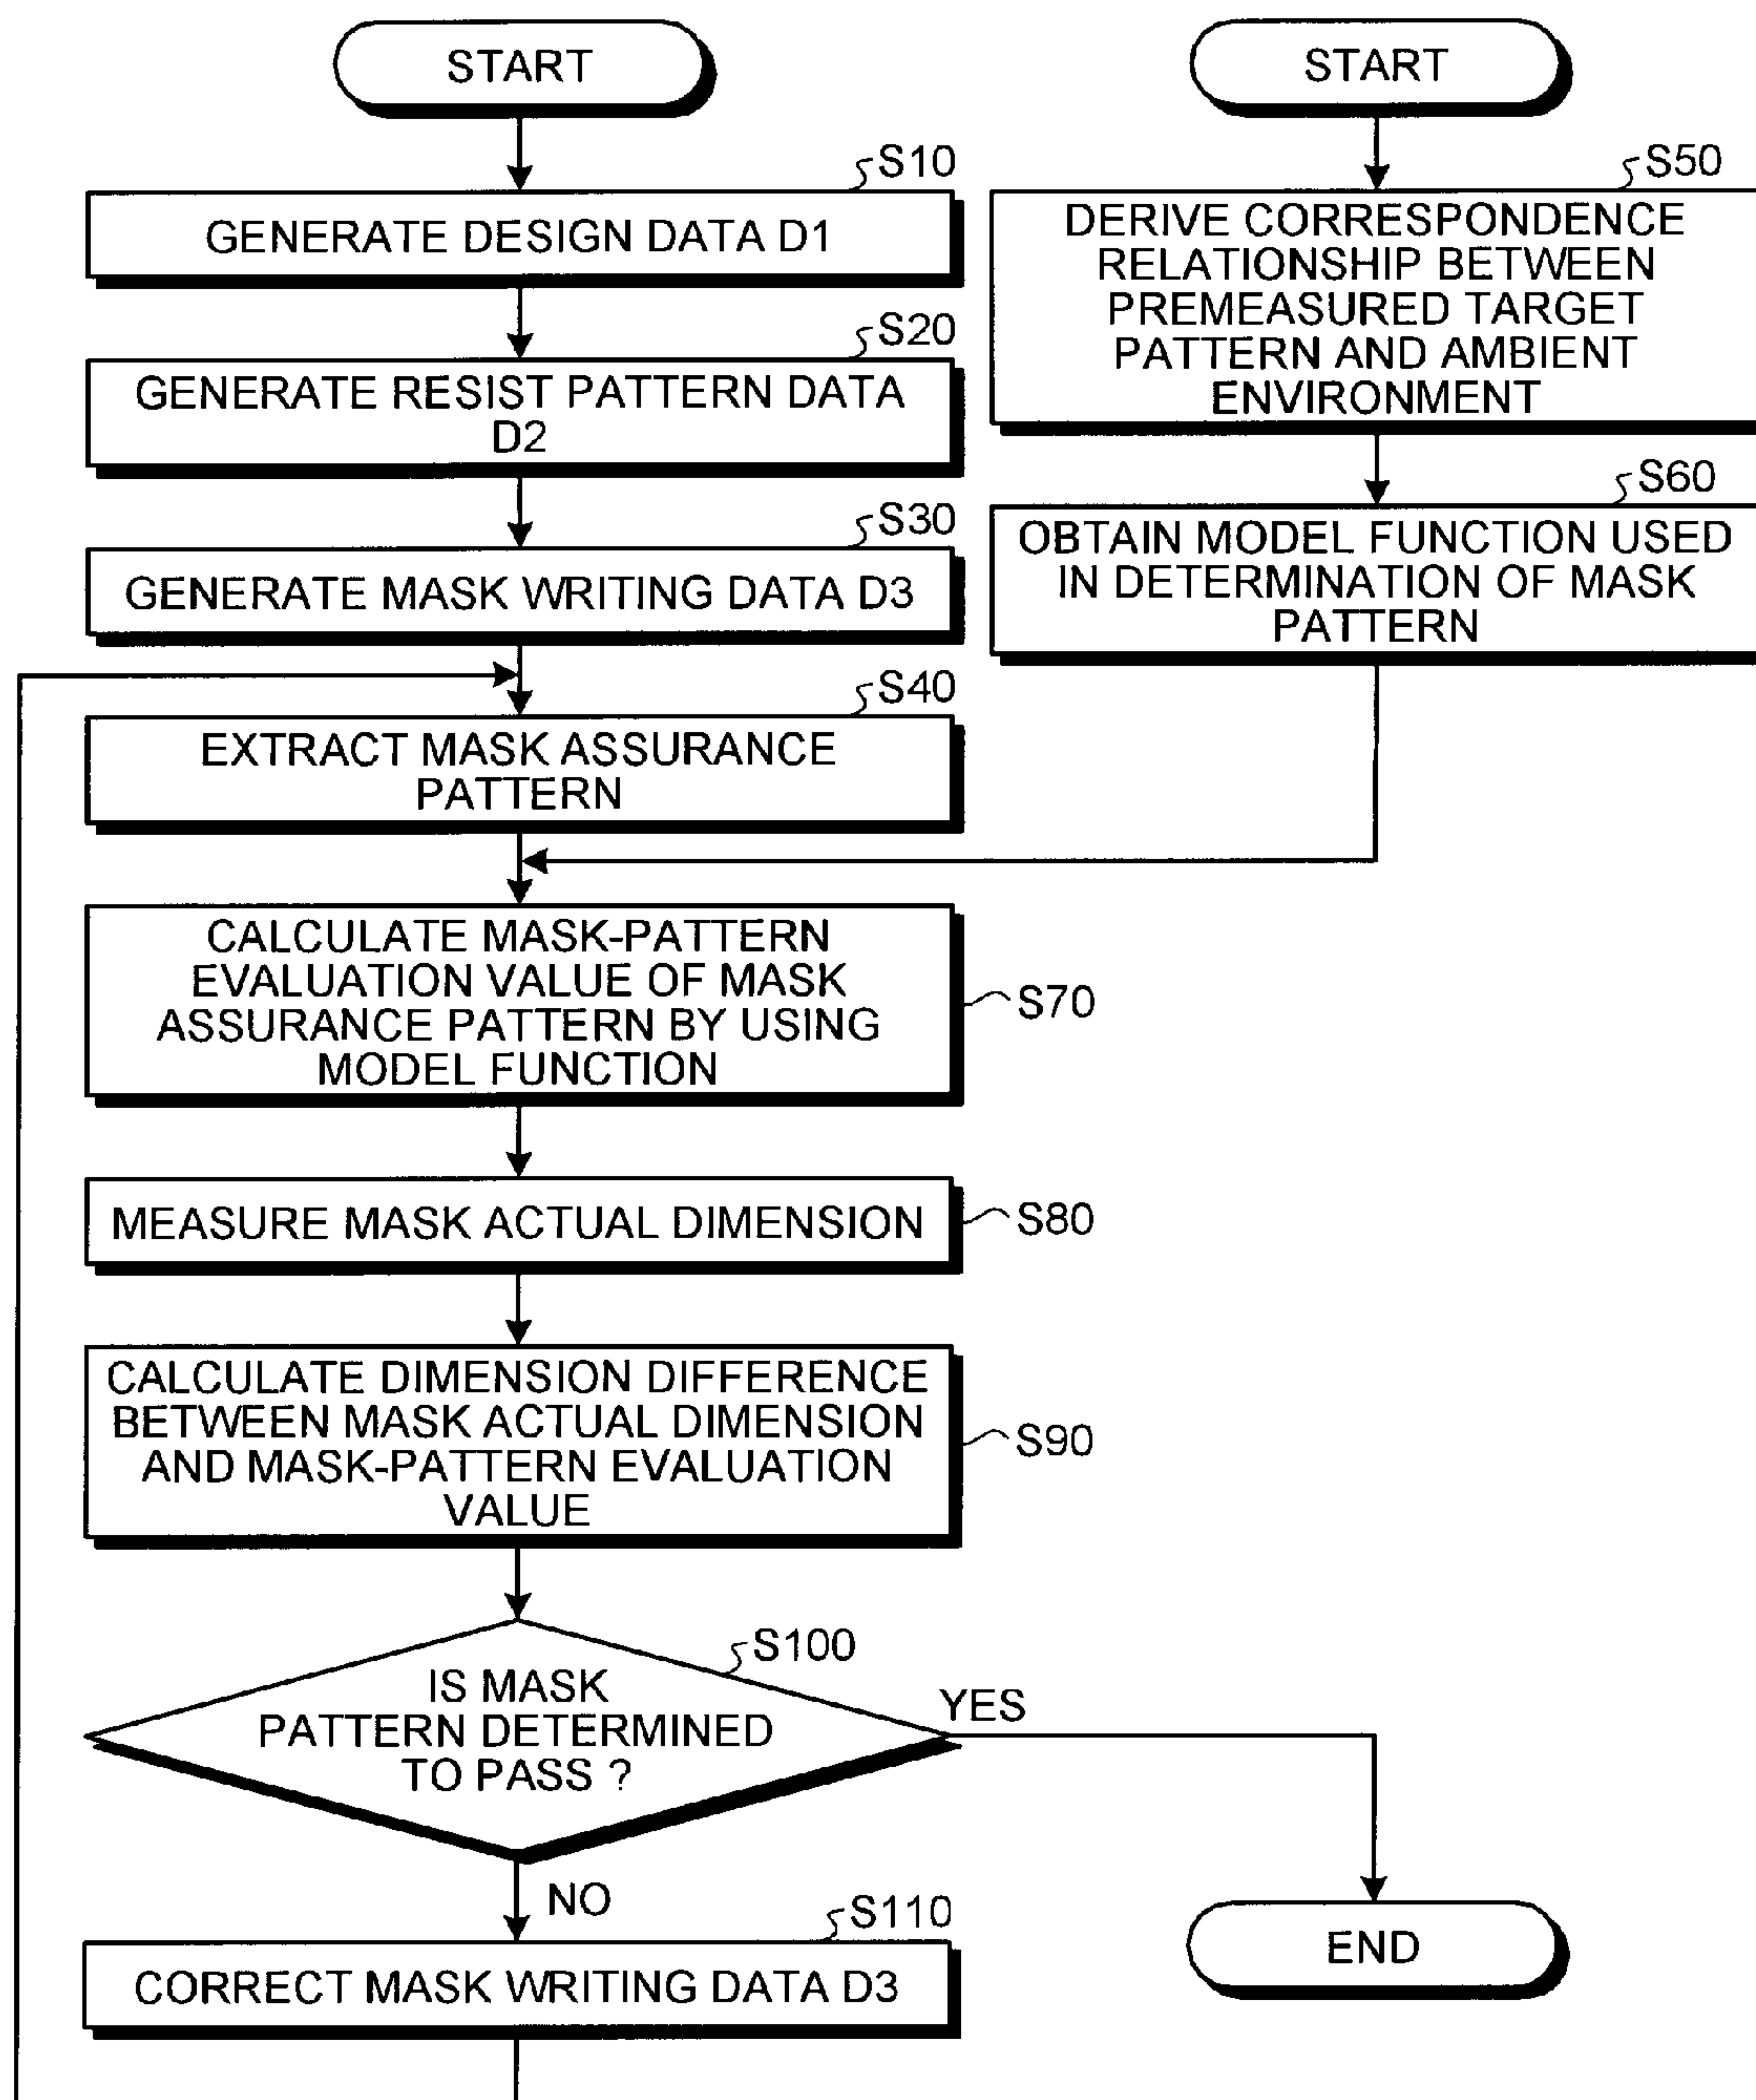 START
S10
GENERATE DESIGN DATA D1
S20
GENERATE RESIST PATTERN DATA
D2
S30
GENERATE MASK WRITING DATA D3
S40
EXTRACT MASK ASSURANCE
PATTERN
START
S50
DERIVE CORRESPONDENCE
RELATIONSHIP BETWEEN
PREMEASURED TARGET
PATTERN AND AMBIENT
ENVIRONMENT
S60
OBTAIN MODEL FUNCTION USED
IN DETERMINATION OF MASK
PATTERN
CALCULATE MASK-PATTERN
EVALUATION VALUE OF MASK
ASSURANCE PATTERN BY USING
MODEL FUNCTION
S70
MEASURE MASK ACTUAL DIMENSION
S80
CALCULATE DIMENSION DIFFERENCE
BETWEEN MASK ACTUAL DIMENSION
AND MASK-PATTERN EVALUATION
VALUE
S90
S100
IS MASK
PATTERN DETERMINED
TO PASS ?
YES
NO
S110
CORRECT MASK WRITING DATA D3
END